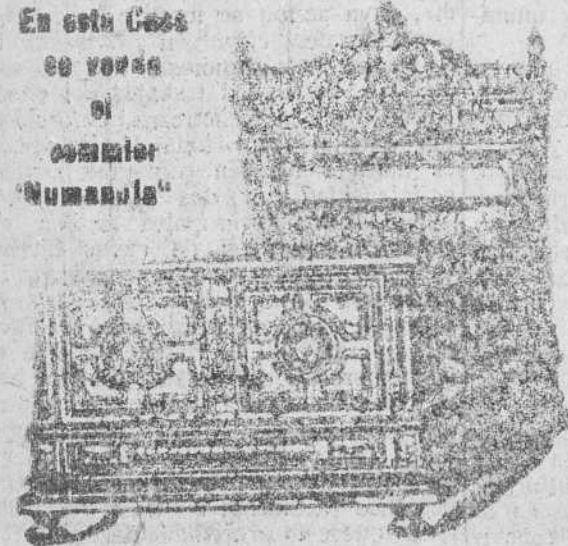 En esta Casa
se vende
el
sommier
"Numancia"